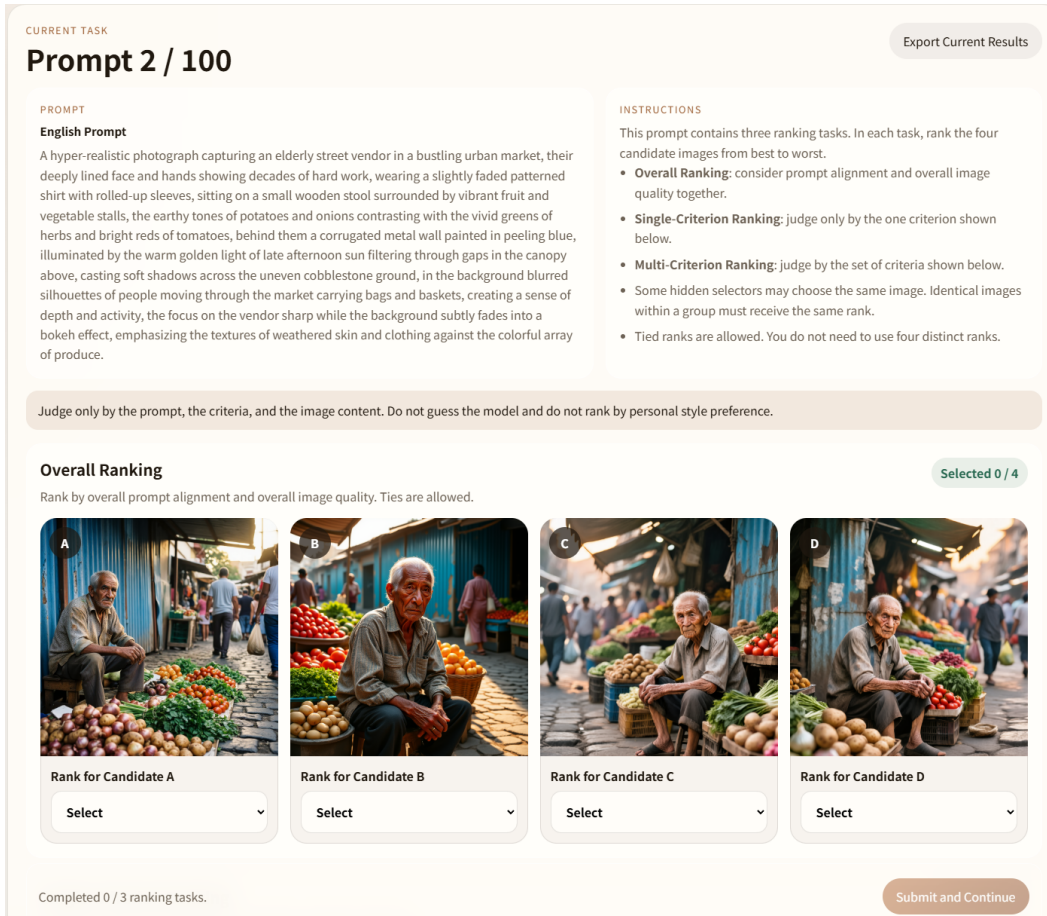 CURRENT TASK
Prompt 2 / 100
Export Current Results
PROMPT
English Prompt
A hyper-realistic photograph capturing an elderly street vendor in a bustling urban market, their
deeply lined face and hands showing decades of hard work, wearing a slightly faded patterned
shirt with rolled-up sleeves, sitting on a small wooden stool surrounded by vibrant fruit and
vegetable stalls, the earthy tones of potatoes and onions contrasting with the vivid greens of
herbs and bright reds of tomatoes, behind them a corrugated metal wall painted in peeling blue,
illuminated by the warm golden light of late afternoon sun filtering through gaps in the canopy
above, casting soft shadows across the uneven cobblestone ground, in the background blurred
silhouettes of people moving through the market carrying bags and baskets, creating a sense of
depth and activity, the focus on the vendor sharp while the background subtly fades into a
bokeh effect, emphasizing the textures of weathered skin and clothing against the colorful array
of produce.
INSTRUCTIONS
This prompt contains three ranking tasks. In each task, rank the four
candidate images from best to worst.
• Overall Ranking: consider prompt alignment and overall image
quality together.
• Single-Criterion Ranking: judge only by the one criterion shown
below.
• Multi-Criterion Ranking: judge by the set of criteria shown below.
• Some hidden selectors may choose the same image. Identical images
within a group must receive the same rank.
• Tied ranks are allowed. You do not need to use four distinct ranks.
Judge only by the prompt, the criteria, and the image content. Do not guess the model and do not rank by personal style preference.
Overall Ranking
Selected 0 / 4
Rank by overall prompt alignment and overall image quality. Ties are allowed.
A
B
C
D
Rank for Candidate A
Rank for Candidate B
Rank for Candidate C
Rank for Candidate D
Select
Select
Select
Select
Completed 0 / 3 ranking tasks.
Submit and Continue